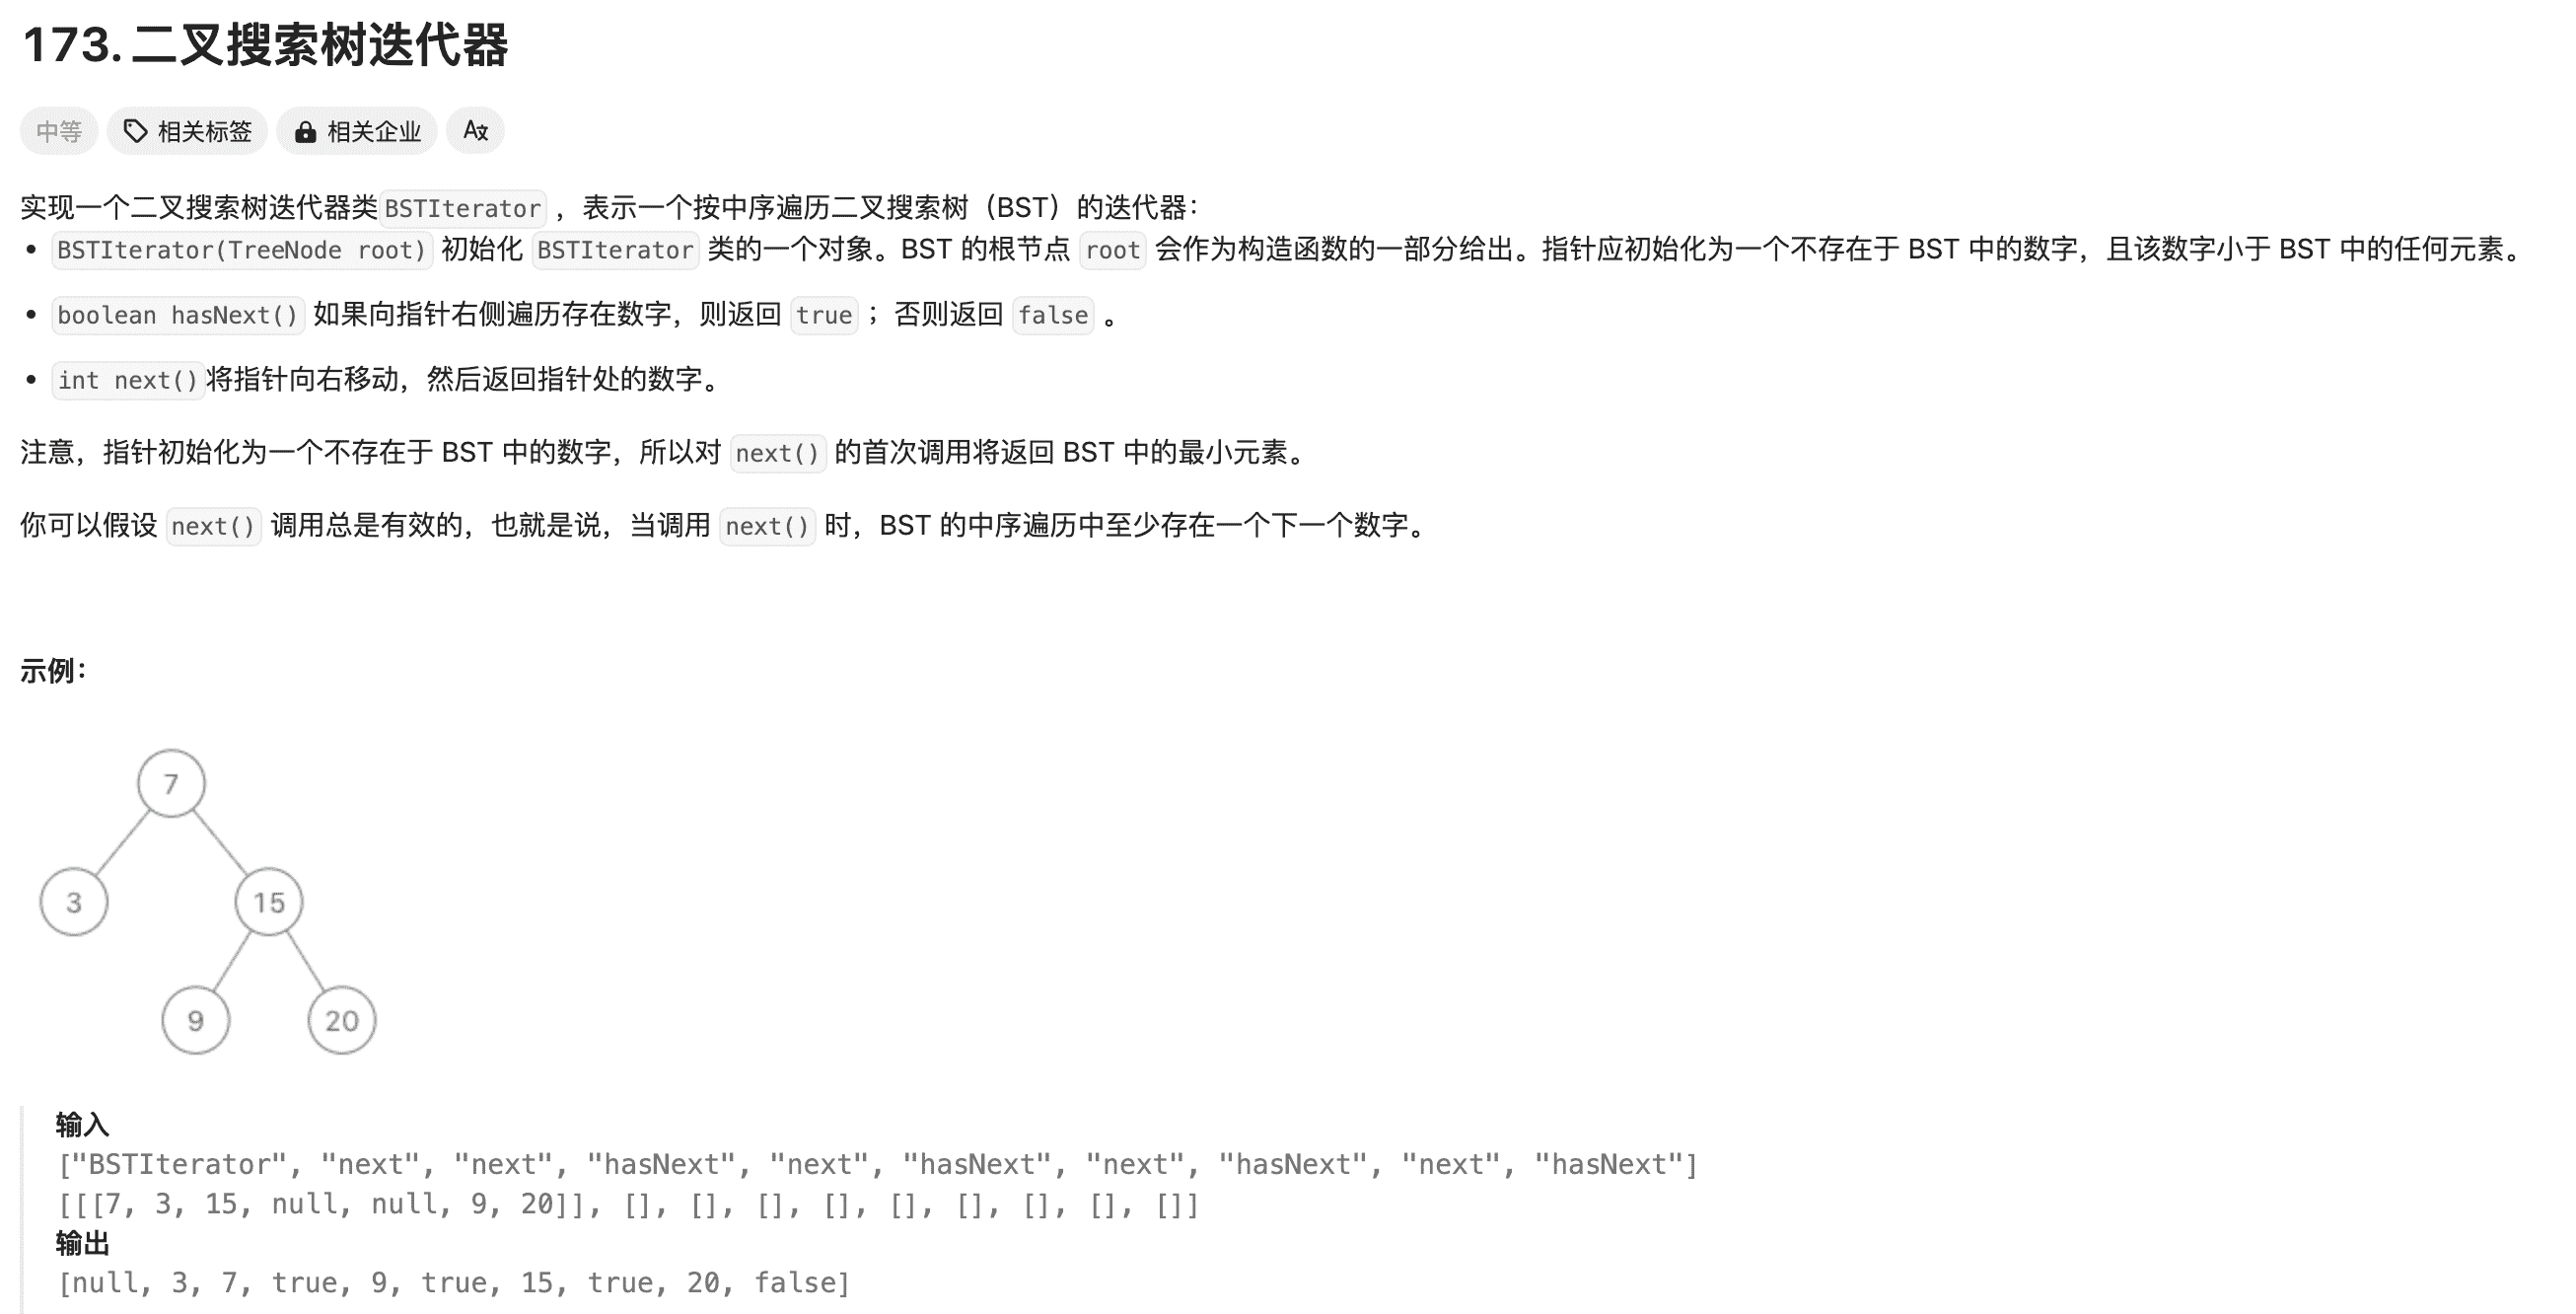 173. 二叉搜索树迭代器
中等 相关标签 相关企业 Aあ
实现一个二叉搜索树迭代器类BSTIterator ，表示一个按中序遍历二叉搜索树（BST）的迭代器：
• BSTIterator(TreeNode root) 初始化 BSTIterator 类的一个对象。BST 的根节点 root 会作为构造函数的一部分给出。指针应初始化为一个不存在于 BST 中的数字，且该数字小于 BST 中的任何元素。
• boolean hasNext() 如果向指针右侧遍历存在数字，则返回 true ；否则返回 false 。
• int next()将指针向右移动，然后返回指针处的数字。
注意，指针初始化为一个不存在于 BST 中的数字，所以对 next() 的首次调用将返回 BST 中的最小元素。
你可以假设 next() 调用总是有效的，也就是说，当调用 next() 时，BST 的中序遍历中至少存在一个下一个数字。
示例：
7
3 15
9 20
输入
["BSTIterator", "next", "next", "hasNext", "next", "hasNext", "next", "hasNext", "next", "hasNext"]
[[[7, 3, 15, null, null, 9, 20]], [], [], [], [], [], [], [], [], []]
输出
[null, 3, 7, true, 9, true, 15, true, 20, false]